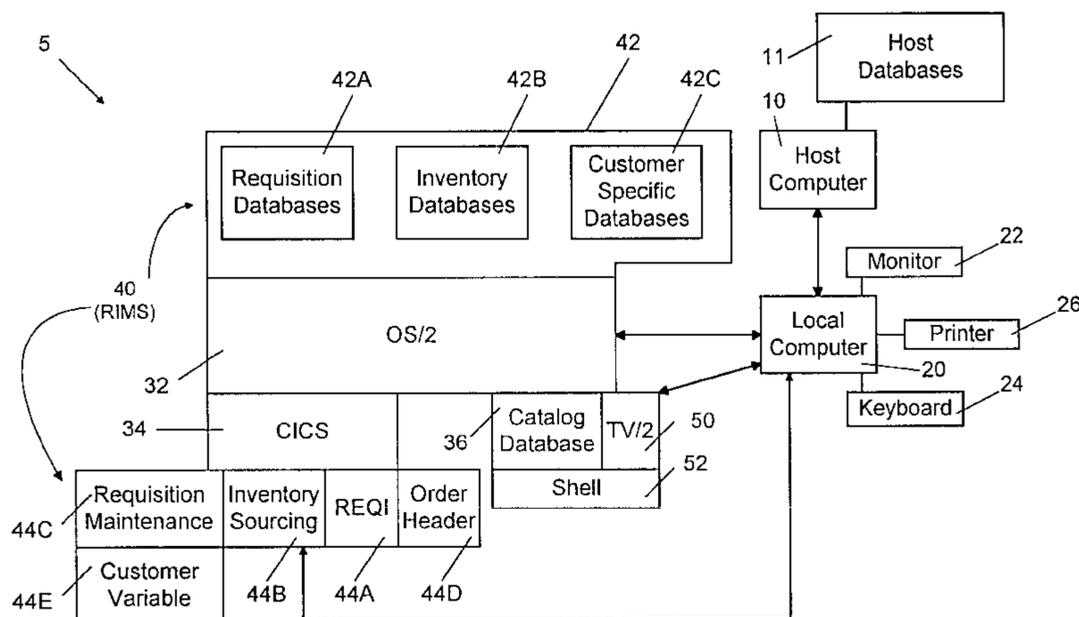 5
42
11
Host
Databases
42A
42B
42C
10
Host
Computer
Requisition
Databases
Inventory
Databases
Customer
Specific
Databases
22
Monitor
40
(RIMS)
OS/2
Local
Computer
Printer
26
32
20
24
Keyboard
34
CICS
36
Catalog
Database
TV/2
50
52
Shell
Requisition
Maintenance
Inventory
Sourcing
REQI
Order
Header
44C
44E
Customer
Variable
44B
44A
44D